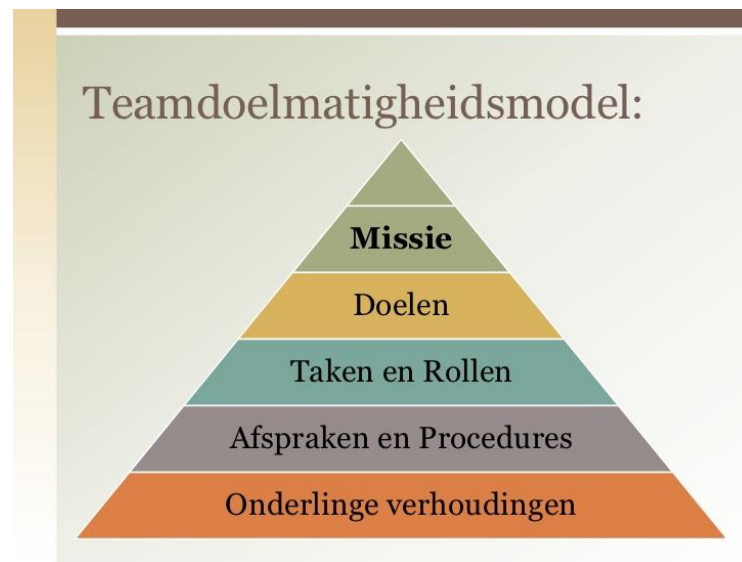 Teamdoelmatigheidsmodel:
Missie
Doelen
Taken en Rollen
Afspraken en Procedures
Onderlinge verhoudingen